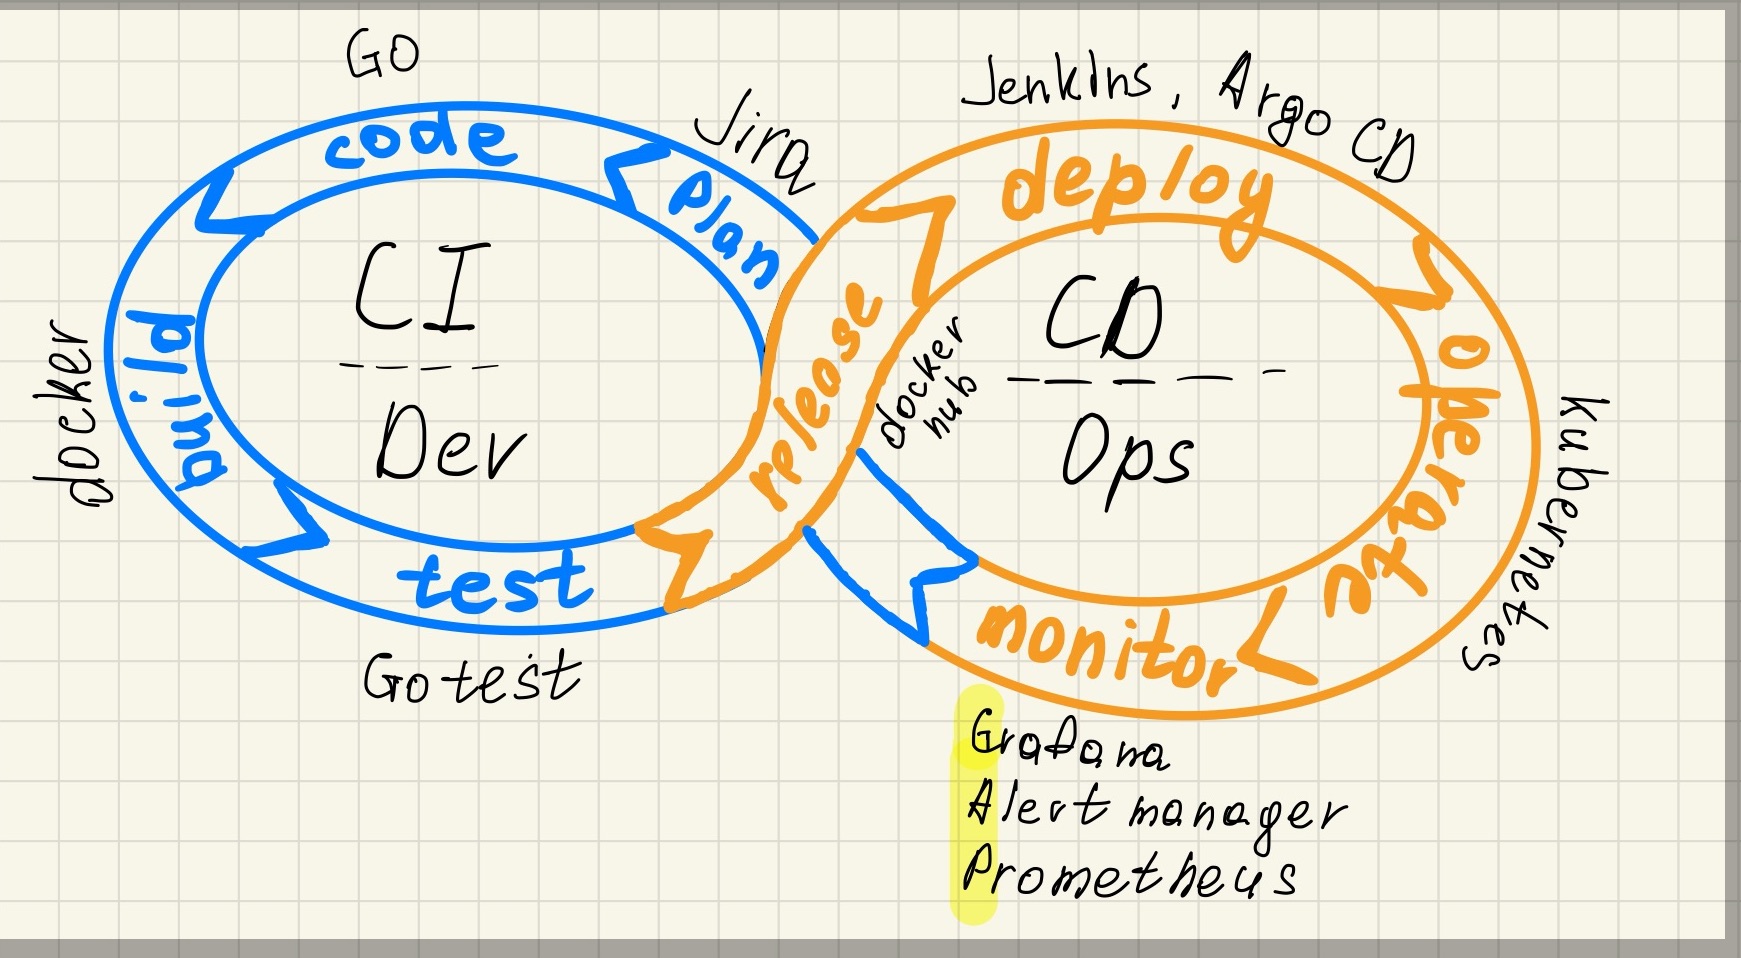 GO
Jira
Jenkins, Argo CD
code
plan
deploy
release
CI
Dev
CD
Ops
docker
build
docker
hub
operate
kubernetes
test
Go test
monitor
Grafana
Alert manager
Prometheus